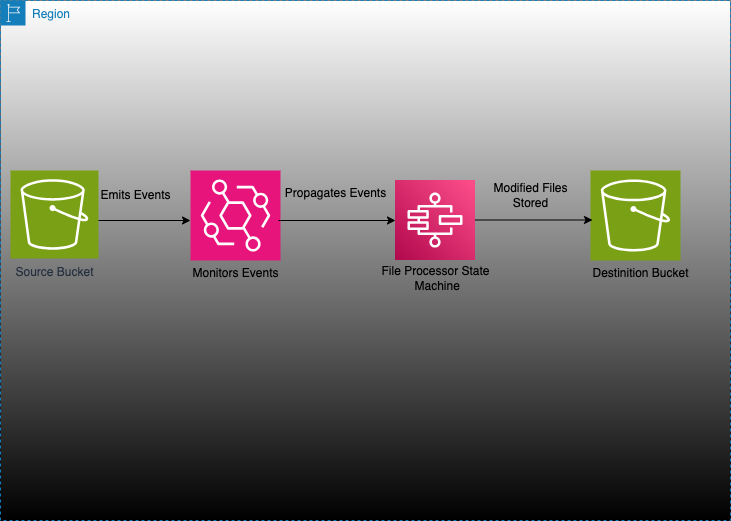 Region
Emits Events
Propagates Events
Modified Files
Stored
Source Bucket
Monitors Events
File Processor State
Machine
Destinition Bucket